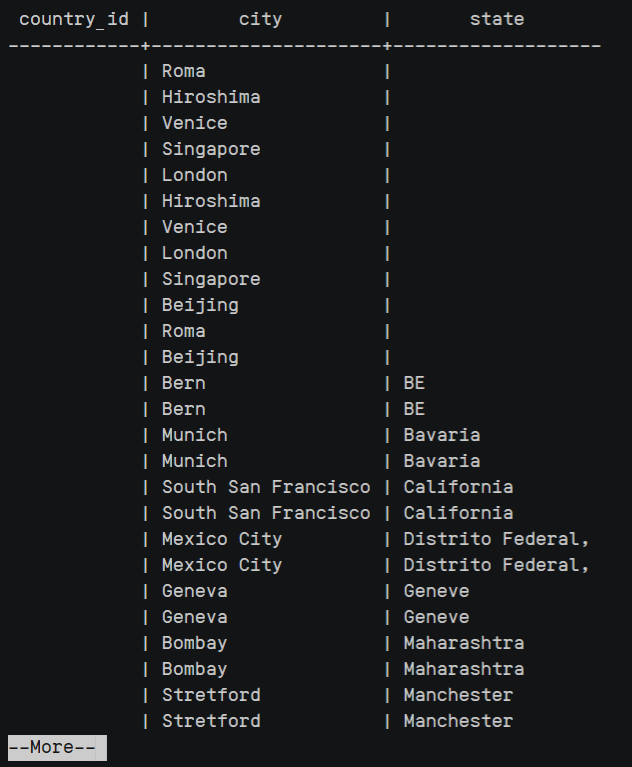 country_id |        city         |       state
------------+---------------------+-------------------
            | Roma                |
            | Hiroshima           |
            | Venice              |
            | Singapore           |
            | London              |
            | Hiroshima           |
            | Venice              |
            | London              |
            | Singapore           |
            | Beijing             |
            | Roma                |
            | Beijing             |
            | Bern                | BE
            | Bern                | BE
            | Munich              | Bavaria
            | Munich              | Bavaria
            | South San Francisco | California
            | South San Francisco | California
            | Mexico City         | Distrito Federal,
            | Mexico City         | Distrito Federal,
            | Geneva              | Geneve
            | Geneva              | Geneve
            | Bombay              | Maharashtra
            | Bombay              | Maharashtra
            | Stretford           | Manchester
            | Stretford           | Manchester
--More--